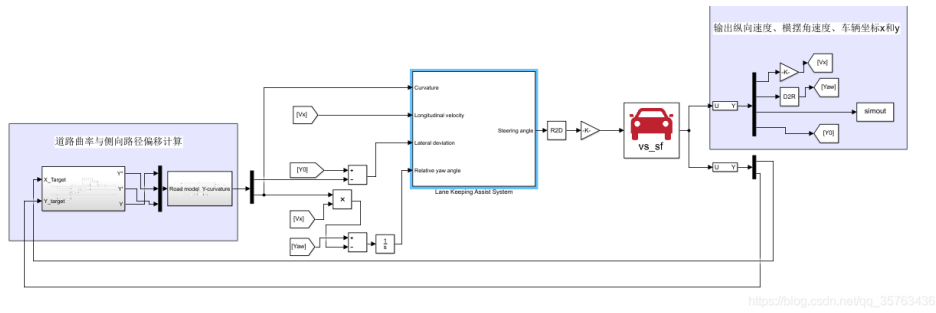 输出纵向速度、横摆角速度、车辆坐标x和y
-K-
[Vx]
D2R
[Yaw]
simout
[Y0]
U Y
U Y
vs_sf
-K-
R2D
Curvature
Longitudinal velocity
Lateral deviation
Relative yaw angle
Steering angle
Lane Keeping Assist System
[Vx]
[Y0]
[Vx]
[Yaw]
+
-
×
+
-
1
s
道路曲率与侧向路径偏移计算
X_Target
Y_target
Y"
Y'
Y
Road model Y-curvature
https://blog.csdn.net/qq_35763436